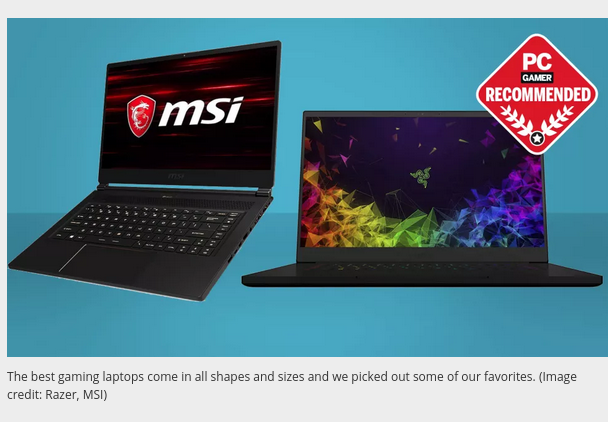 msi
PC
GAMER
RECOMMENDED
The best gaming laptops come in all shapes and sizes and we picked out some of our favorites. (Image
credit: Razer, MSI)